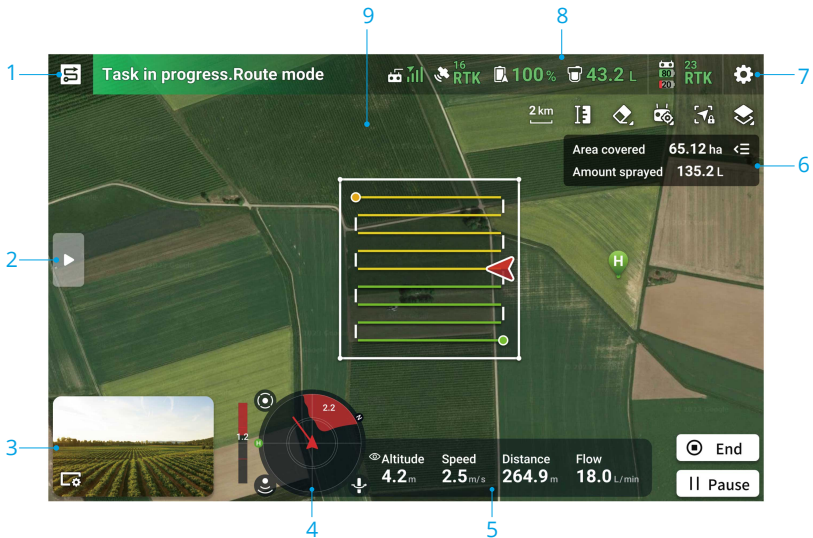 9
8
1
Task in progress.Route mode
16
RTK
100 %
43.2 L
80
20
23
RTK
7
2 km
Area covered 65.12 ha
Amount sprayed 135.2 L
6
2
H
3
2.2
N
1.2
H
Altitude Speed Distance Flow
4.2 m 2.5 m/s 264.9 m 18.0 L/min
End
Pause
4
5